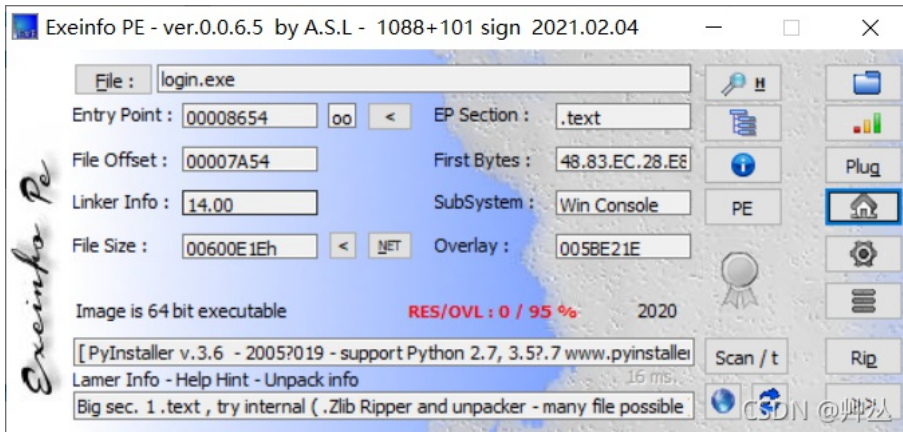 Exeinfo PE - ver.0.0.6.5 by A.S.L - 1088+101 sign 2021.02.04
Exeinfo Pe
File : login.exe H
Entry Point : 00008654 oo < EP Section : .text
File Offset : 00007A54 First Bytes : 48.83.EC.28.E8 Plug
Linker Info : 14.00 SubSystem : Win Console PE
File Size : 00600E1Eh < NET Overlay : 005BE21E
Image is 64 bit executable RES/OVL : 0 / 95 % 2020
[ PyInstaller v.3.6 - 2005?019 - support Python 2.7, 3.5?.7 www.pyinstaller Scan / t Rip
Lamer Info - Help Hint - Unpack info 16 ms.
Big sec. 1 .text , try internal ( .Zlib Ripper and unpacker - many file possible
CSDN @帅丛